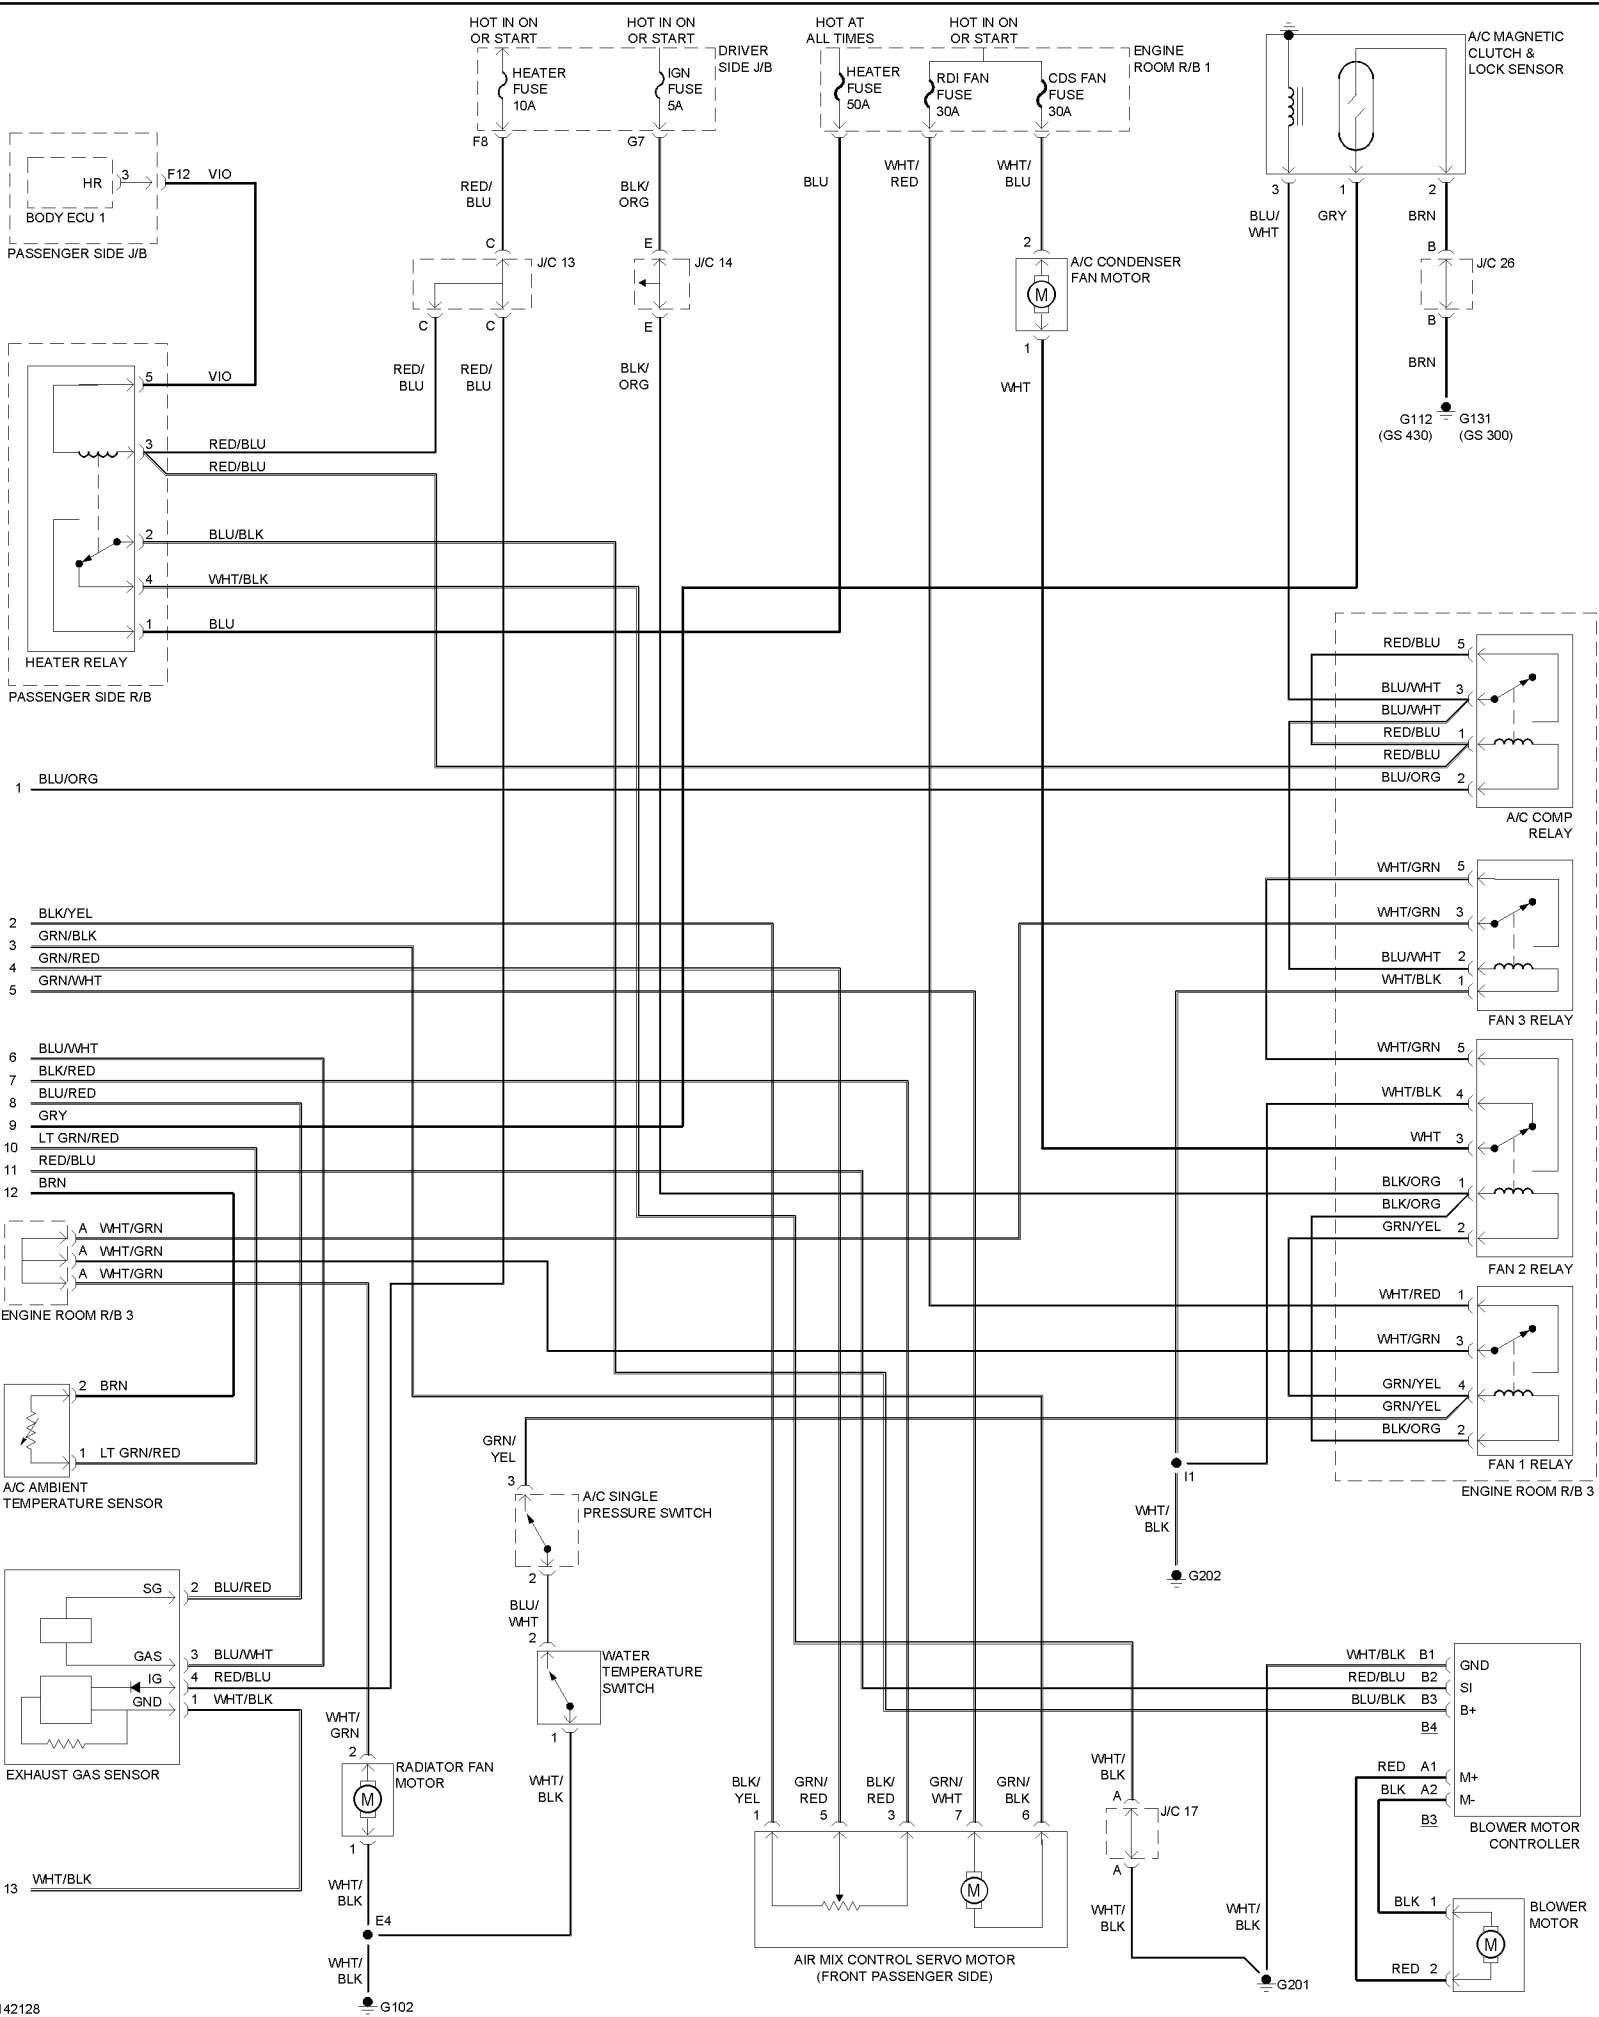 HOT IN ON
OR START
HOT IN ON
OR START
HOT AT
ALL TIMES
HOT IN ON
OR START
DRIVER
SIDE J/B
ENGINE
ROOM R/B 1
A/C MAGNETIC
CLUTCH &
LOCK SENSOR
HEATER
FUSE
10A
IGN
FUSE
5A
HEATER
FUSE
50A
RDI FAN
FUSE
30A
CDS FAN
FUSE
30A
F8
G7
HR
3
F12
VIO
BODY ECU 1
PASSENGER SIDE J/B
RED/
BLU
BLK/
ORG
BLU
WHT/
RED
WHT/
BLU
3
1
2
BLU/
WHT
GRY
BRN
C
J/C 13
E
J/C 14
2
A/C CONDENSER
FAN MOTOR
M
B
J/C 26
C
C
E
1
B
RED/
BLU
RED/
BLU
BLK/
ORG
WHT
BRN
G112
(GS 430)
G131
(GS 300)
5
VIO
3
RED/BLU
RED/BLU
2
BLU/BLK
4
WHT/BLK
1
BLU
HEATER RELAY
PASSENGER SIDE R/B
RED/BLU 5
BLU/WHT 3
BLU/WHT
RED/BLU 1
RED/BLU
BLU/ORG 2
A/C COMP
RELAY
1 BLU/ORG
WHT/GRN 5
WHT/GRN 3
BLU/WHT 2
WHT/BLK 1
FAN 3 RELAY
2 BLK/YEL
3 GRN/BLK
4 GRN/RED
5 GRN/WHT
6 BLU/WHT
7 BLK/RED
8 BLU/RED
9 GRY
10 LT GRN/RED
11 RED/BLU
12 BRN
WHT/GRN 5
WHT/BLK 4
WHT 3
BLK/ORG 1
BLK/ORG
GRN/YEL 2
FAN 2 RELAY
A WHT/GRN
A WHT/GRN
A WHT/GRN
ENGINE ROOM R/B 3
WHT/RED 1
WHT/GRN 3
GRN/YEL 4
GRN/YEL
BLK/ORG 2
FAN 1 RELAY
ENGINE ROOM R/B 3
2 BRN
1 LT GRN/RED
A/C AMBIENT
TEMPERATURE SENSOR
GRN/
YEL
3
A/C SINGLE
PRESSURE SWITCH
2
BLU/
WHT
2
WATER
TEMPERATURE
SWITCH
1
WHT/
BLK
I1
WHT/
BLK
G202
SG 2 BLU/RED
GAS 3 BLU/WHT
IG 4 RED/BLU
GND 1 WHT/BLK
EXHAUST GAS SENSOR
WHT/
GRN
2
RADIATOR FAN
MOTOR
M
1
WHT/
BLK
E4
WHT/
BLK
G102
13 WHT/BLK
BLK/
YEL
1
GRN/
RED
5
BLK/
RED
3
GRN/
WHT
7
GRN/
BLK
6
M
AIR MIX CONTROL SERVO MOTOR
(FRONT PASSENGER SIDE)
WHT/
BLK
A
J/C 17
A
WHT/
BLK
WHT/
BLK
G201
WHT/BLK B1 GND
RED/BLU B2 SI
BLU/BLK B3 B+
B4
RED A1 M+
BLK A2 M-
B3
BLOWER MOTOR
CONTROLLER
BLK 1
RED 2
M
BLOWER
MOTOR
142128